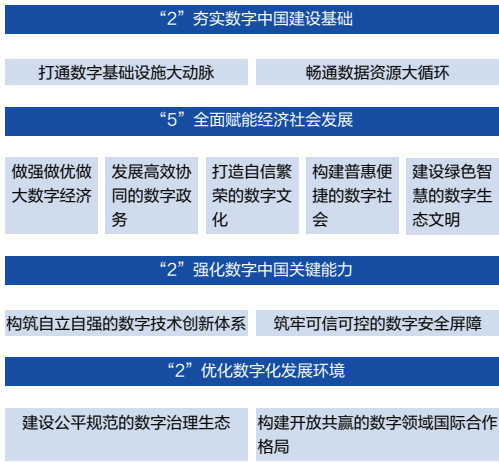 “2”夯实数字中国建设基础
打通数字基础设施大动脉
畅通数据资源大循环
“5”全面赋能经济社会发展
做强做优做
大数字经济
发展高效协
同的数字政
务
打造自信繁
荣的数字文
化
构建普惠便
捷的数字社
会
建设绿色智
慧的数字生
态文明
“2”强化数字中国关键能力
构筑自立自强的数字技术创新体系
筑牢可信可控的数字安全屏障
“2”优化数字化发展环境
建设公平规范的数字治理生态
构建开放共赢的数字领域国际合作
格局